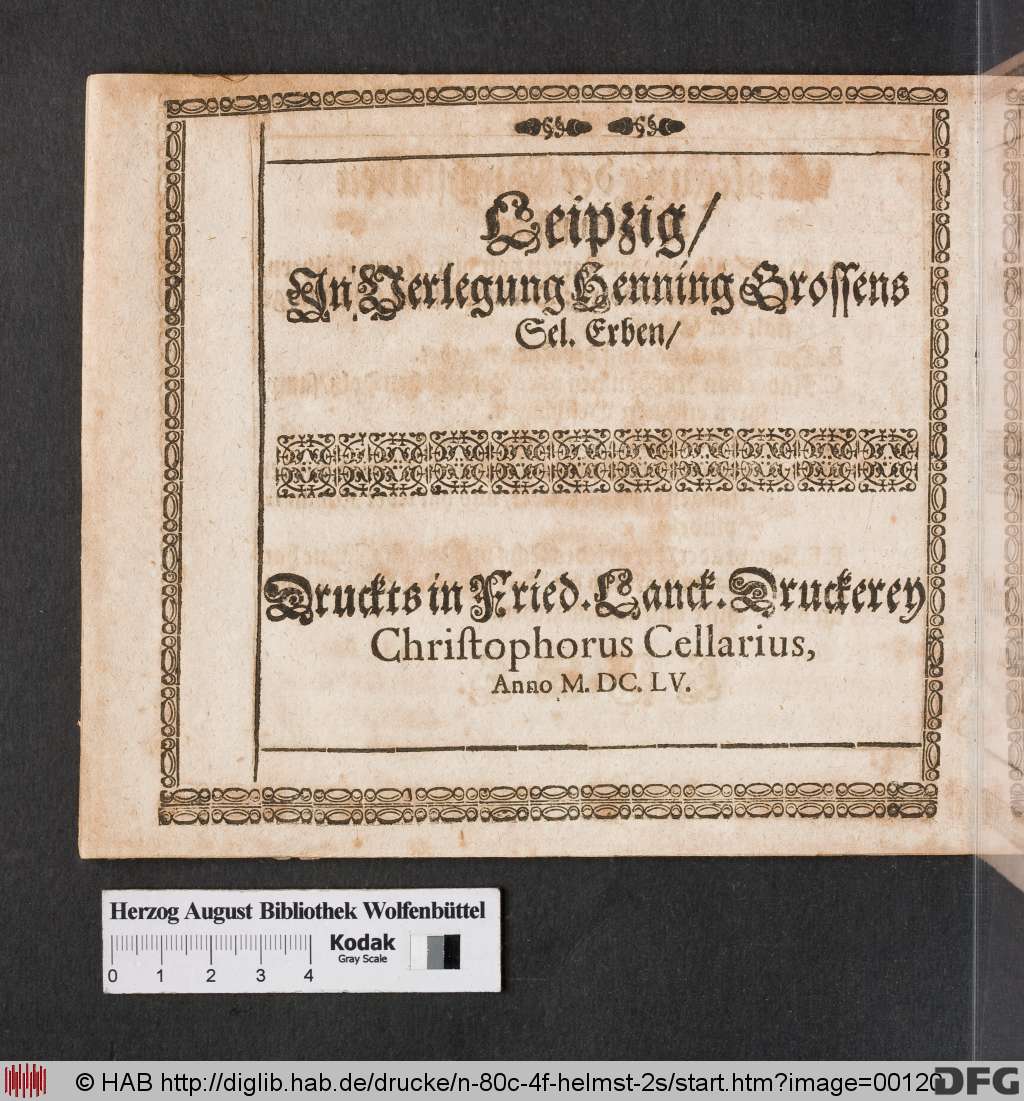 Leipzig/
In Verlegung Henning Grossens
Sel. Erben/
Druckts in Fried. Lanck. Druckerey
Christophorus Cellarius,
Anno M. DC. LV.
Herzog August Bibliothek Wolfenbüttel
Kodak
Gray Scale
0 1 2 3 4
© HAB http://diglib.hab.de/drucke/n-80c-4f-helmst-2s/start.htm?image=00120
DFG